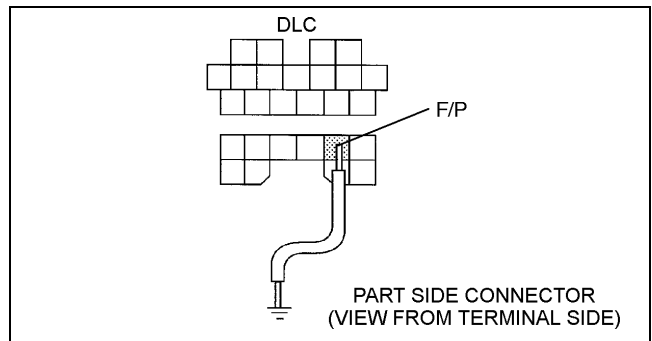 DLC
F/P
PART SIDE CONNECTOR
(VIEW FROM TERMINAL SIDE)